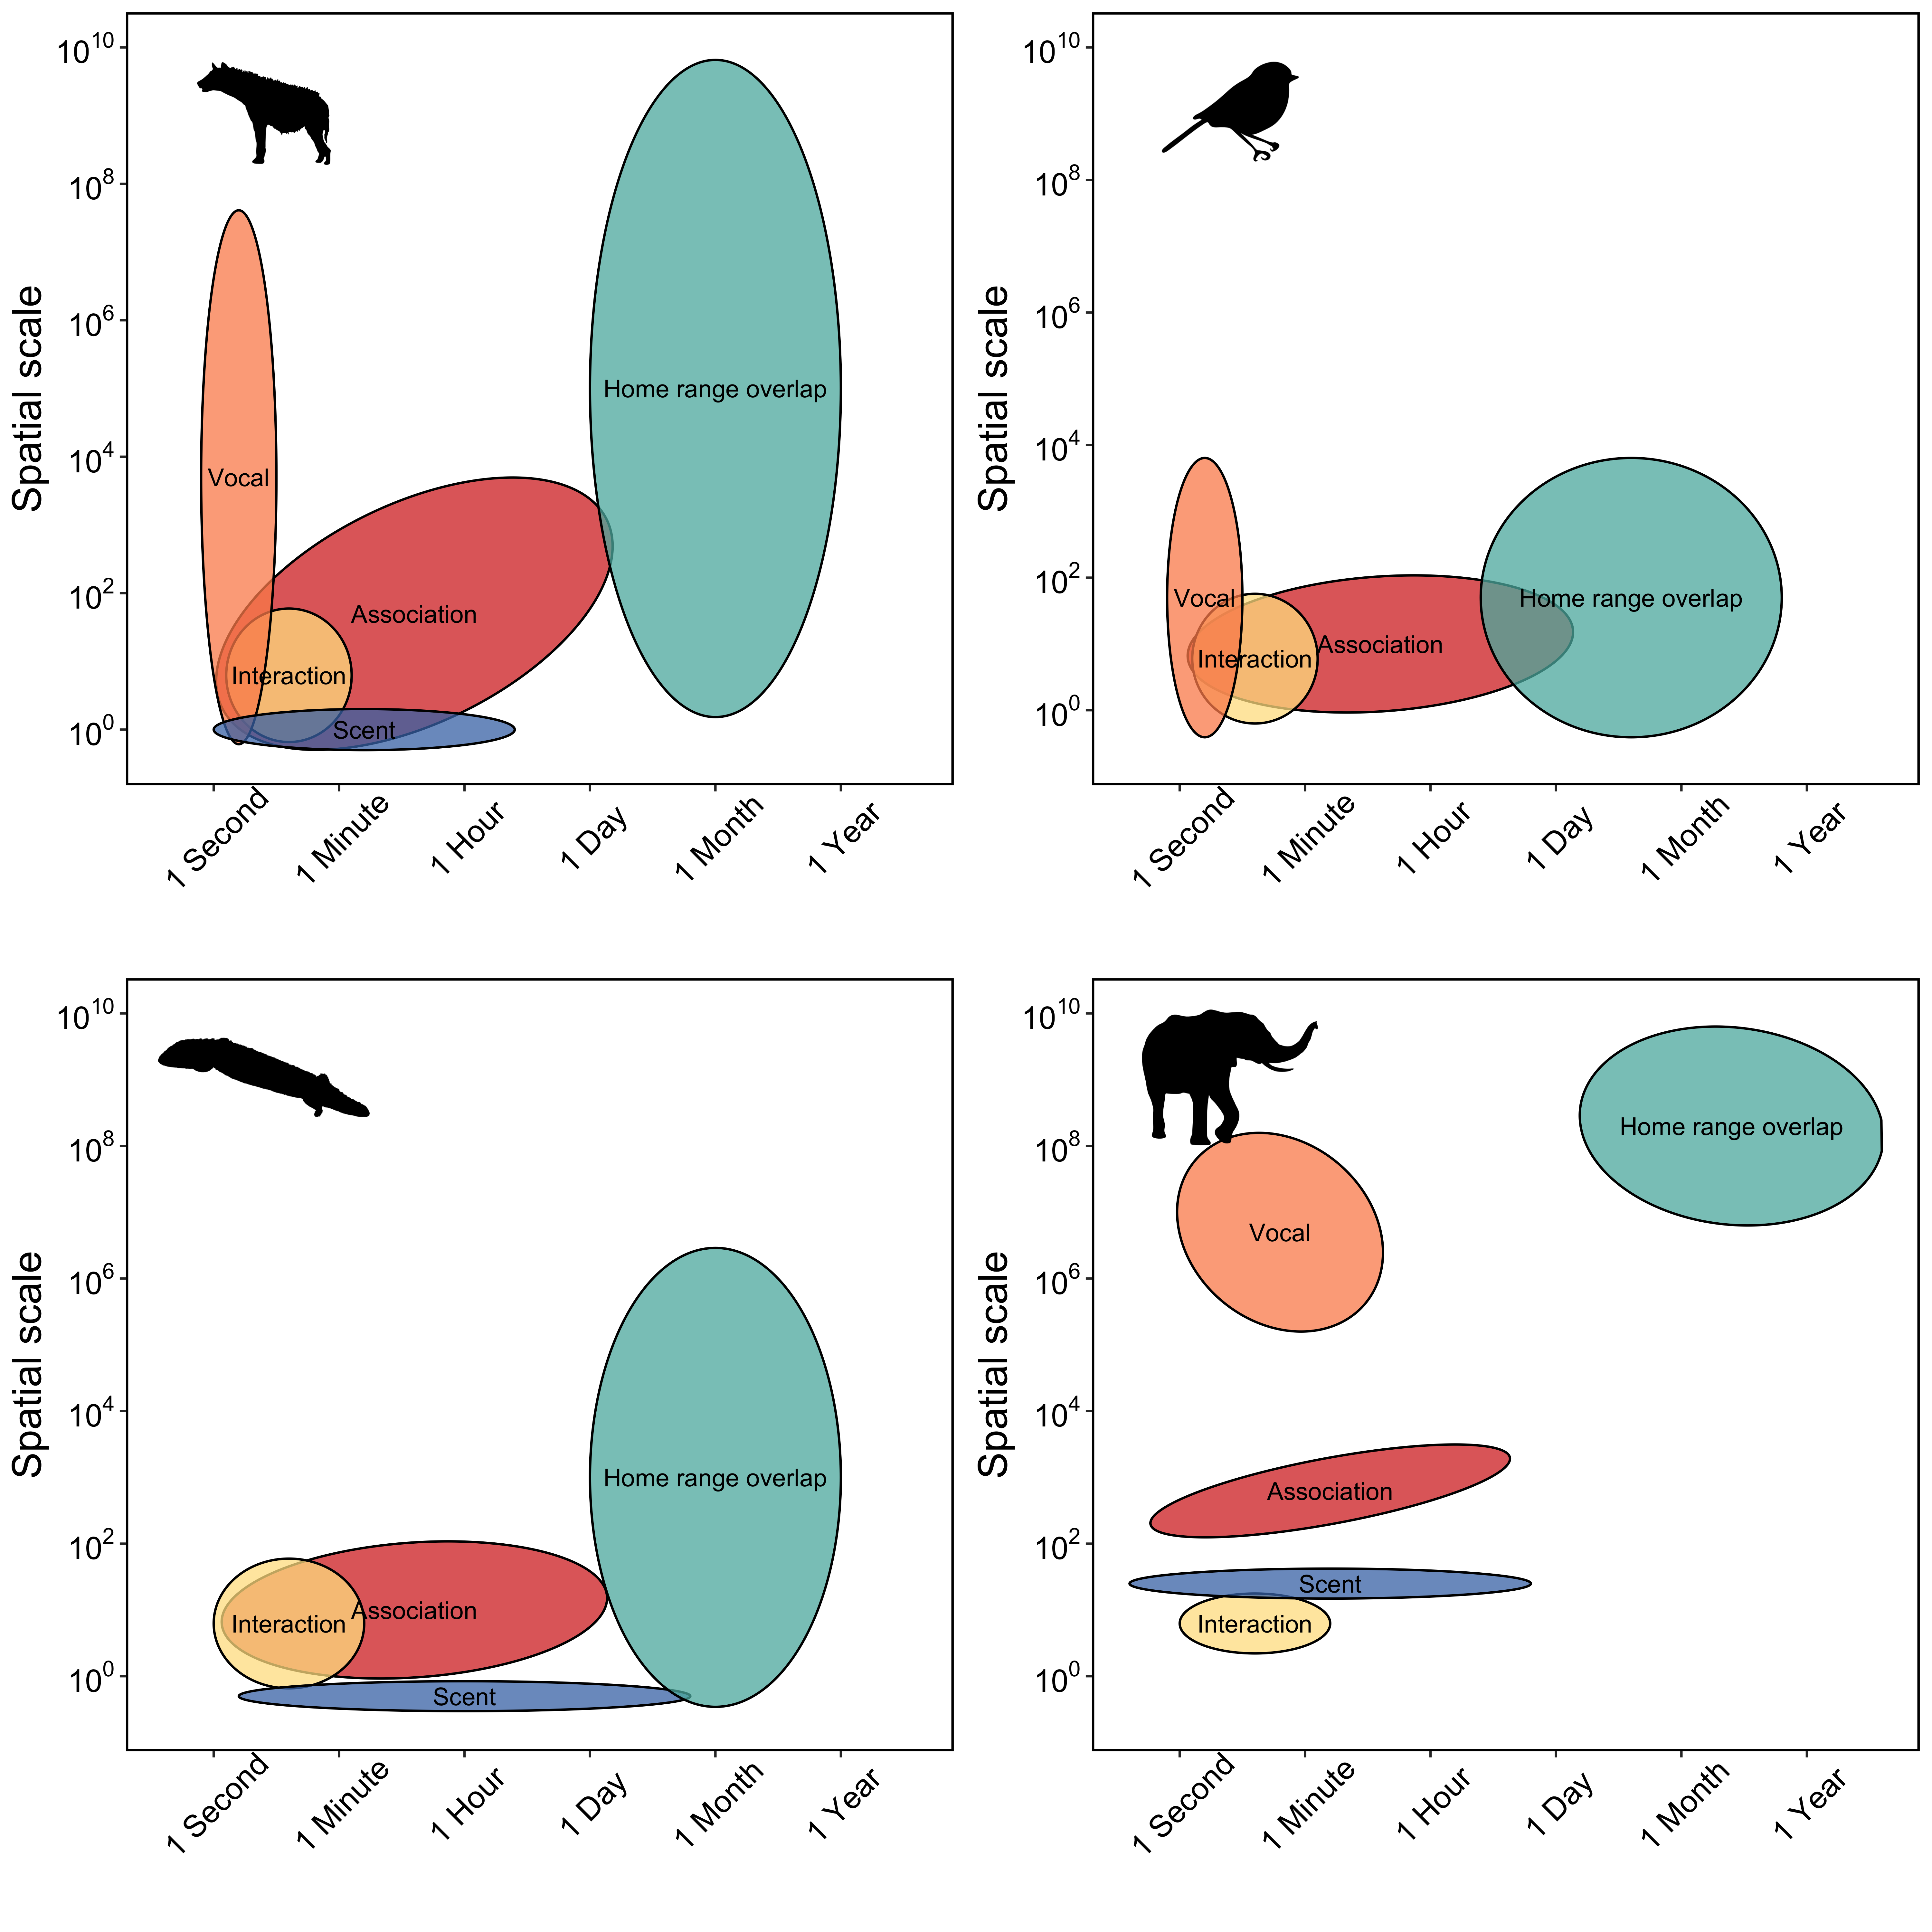 10^10
10^8
10^6
10^4
10^2
10^0
Spatial scale
Vocal
Home range overlap
Association
Interaction
Scent
1 Second
1 Minute
1 Hour
1 Day
1 Month
1 Year
10^10
10^8
10^6
10^4
10^2
10^0
Spatial scale
Vocal
Home range overlap
Association
Interaction
1 Second
1 Minute
1 Hour
1 Day
1 Month
1 Year
10^10
10^8
10^6
10^4
10^2
10^0
Spatial scale
Home range overlap
Association
Interaction
Scent
1 Second
1 Minute
1 Hour
1 Day
1 Month
1 Year
10^10
10^8
10^6
10^4
10^2
10^0
Spatial scale
Home range overlap
Vocal
Association
Scent
Interaction
1 Second
1 Minute
1 Hour
1 Day
1 Month
1 Year